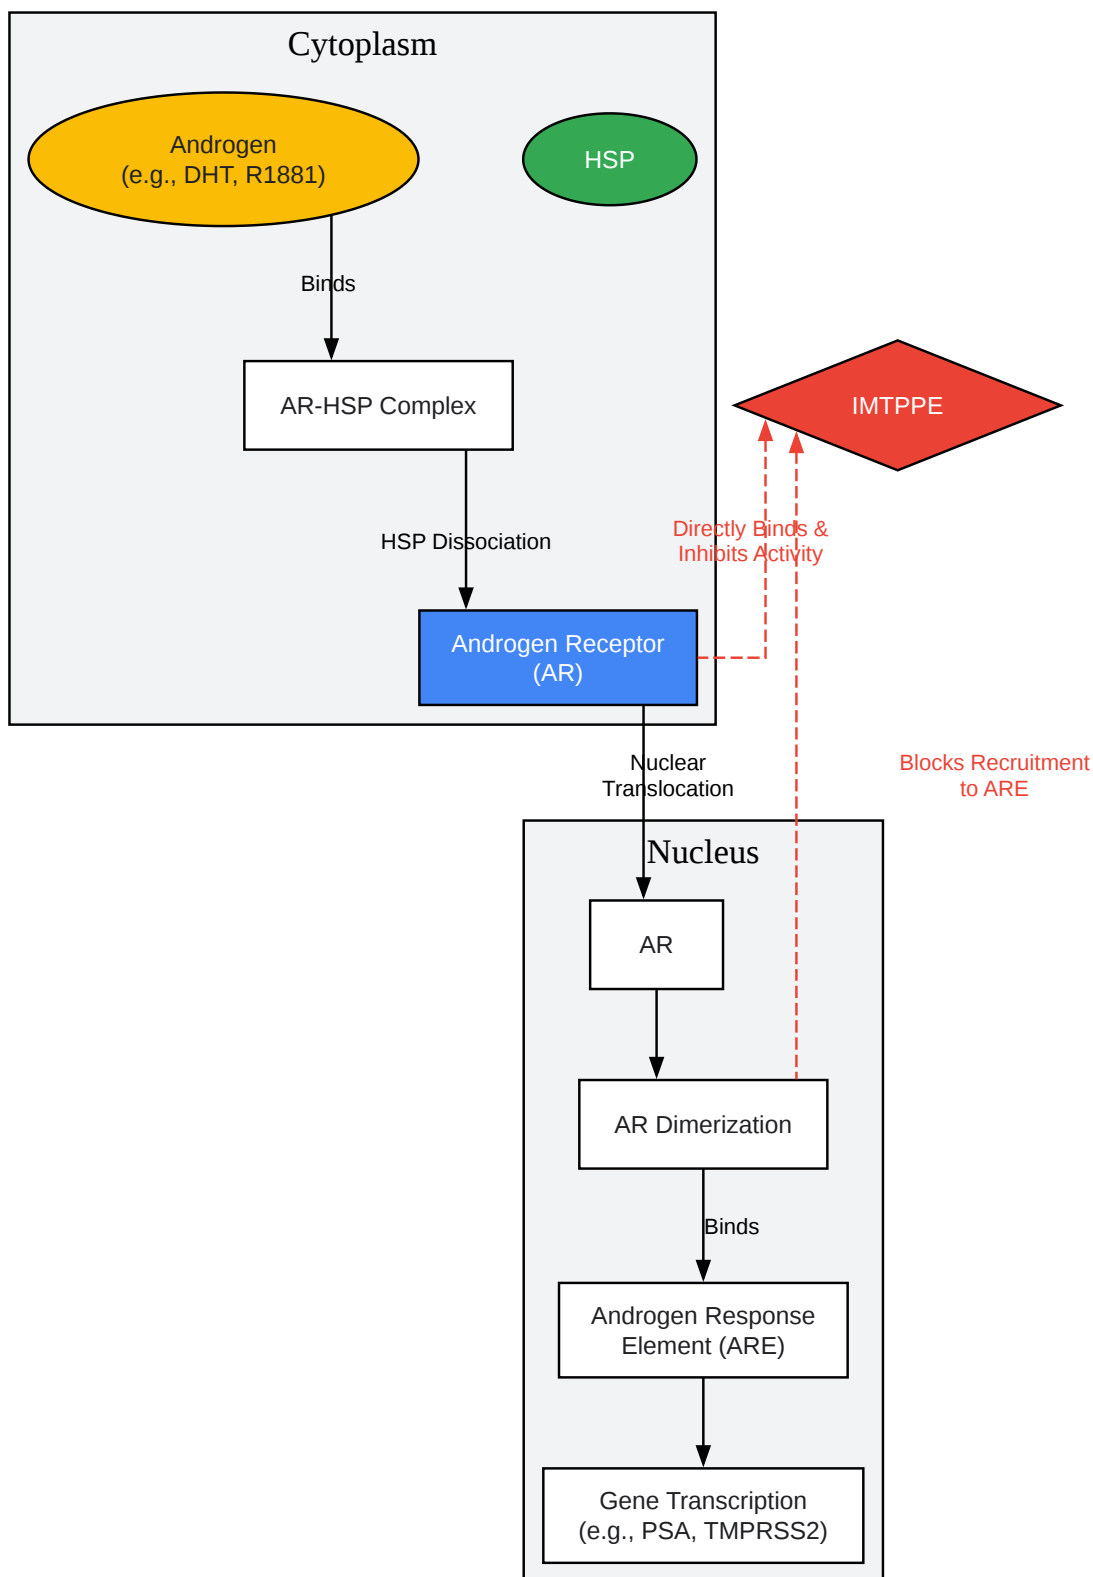 Cytoplasm
Androgen
(e.g., DHT, R1881)
HSP
Binds
AR-HSP Complex
IMTPPE
HSP Dissociation
Directly Binds &
Inhibits Activity
Androgen Receptor
(AR)
Nuclear
Translocation
Blocks Recruitment
to ARE
Nucleus
AR
AR Dimerization
Binds
Androgen Response
Element (ARE)
Gene Transcription
(e.g., PSA, TMPRSS2)